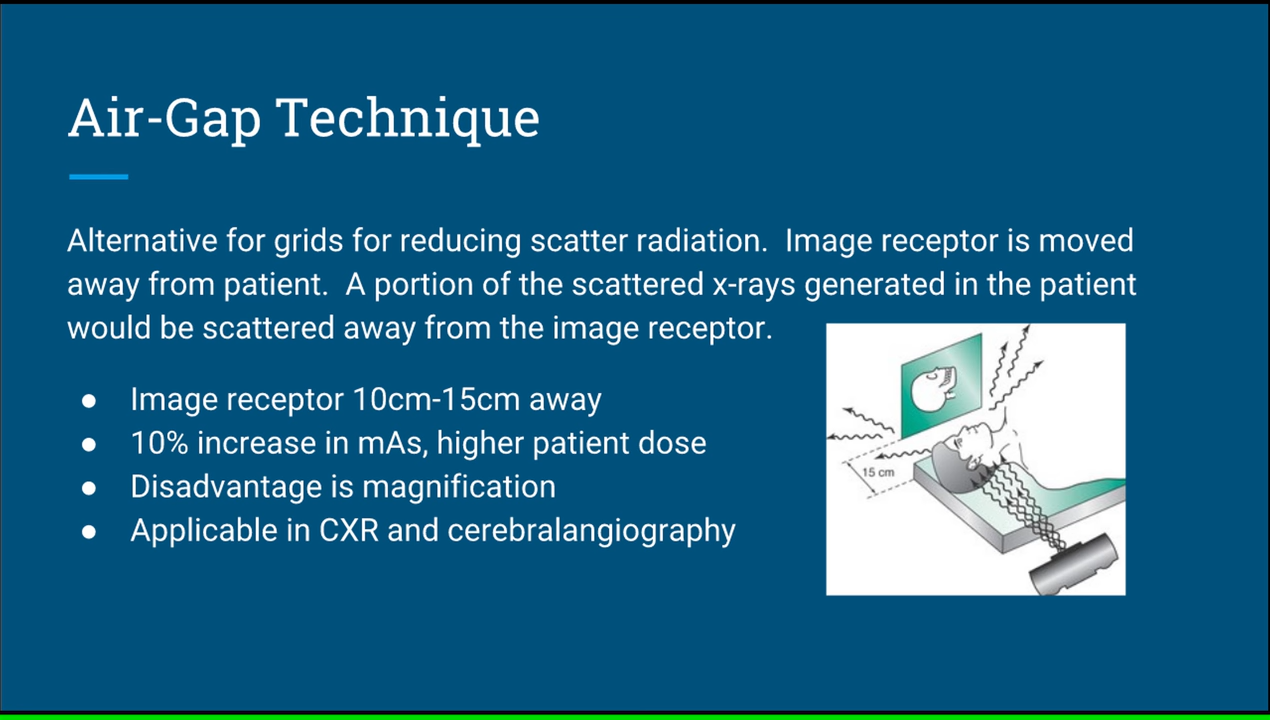 Air-Gap Technique
Alternative for grids for reducing scatter radiation.  Image receptor is moved
away from patient.  A portion of the scattered x-rays generated in the patient
would be scattered away from the image receptor.
● Image receptor 10cm-15cm away
● 10% increase in mAs, higher patient dose
● Disadvantage is magnification
● Applicable in CXR and cerebralangiography
15 cm